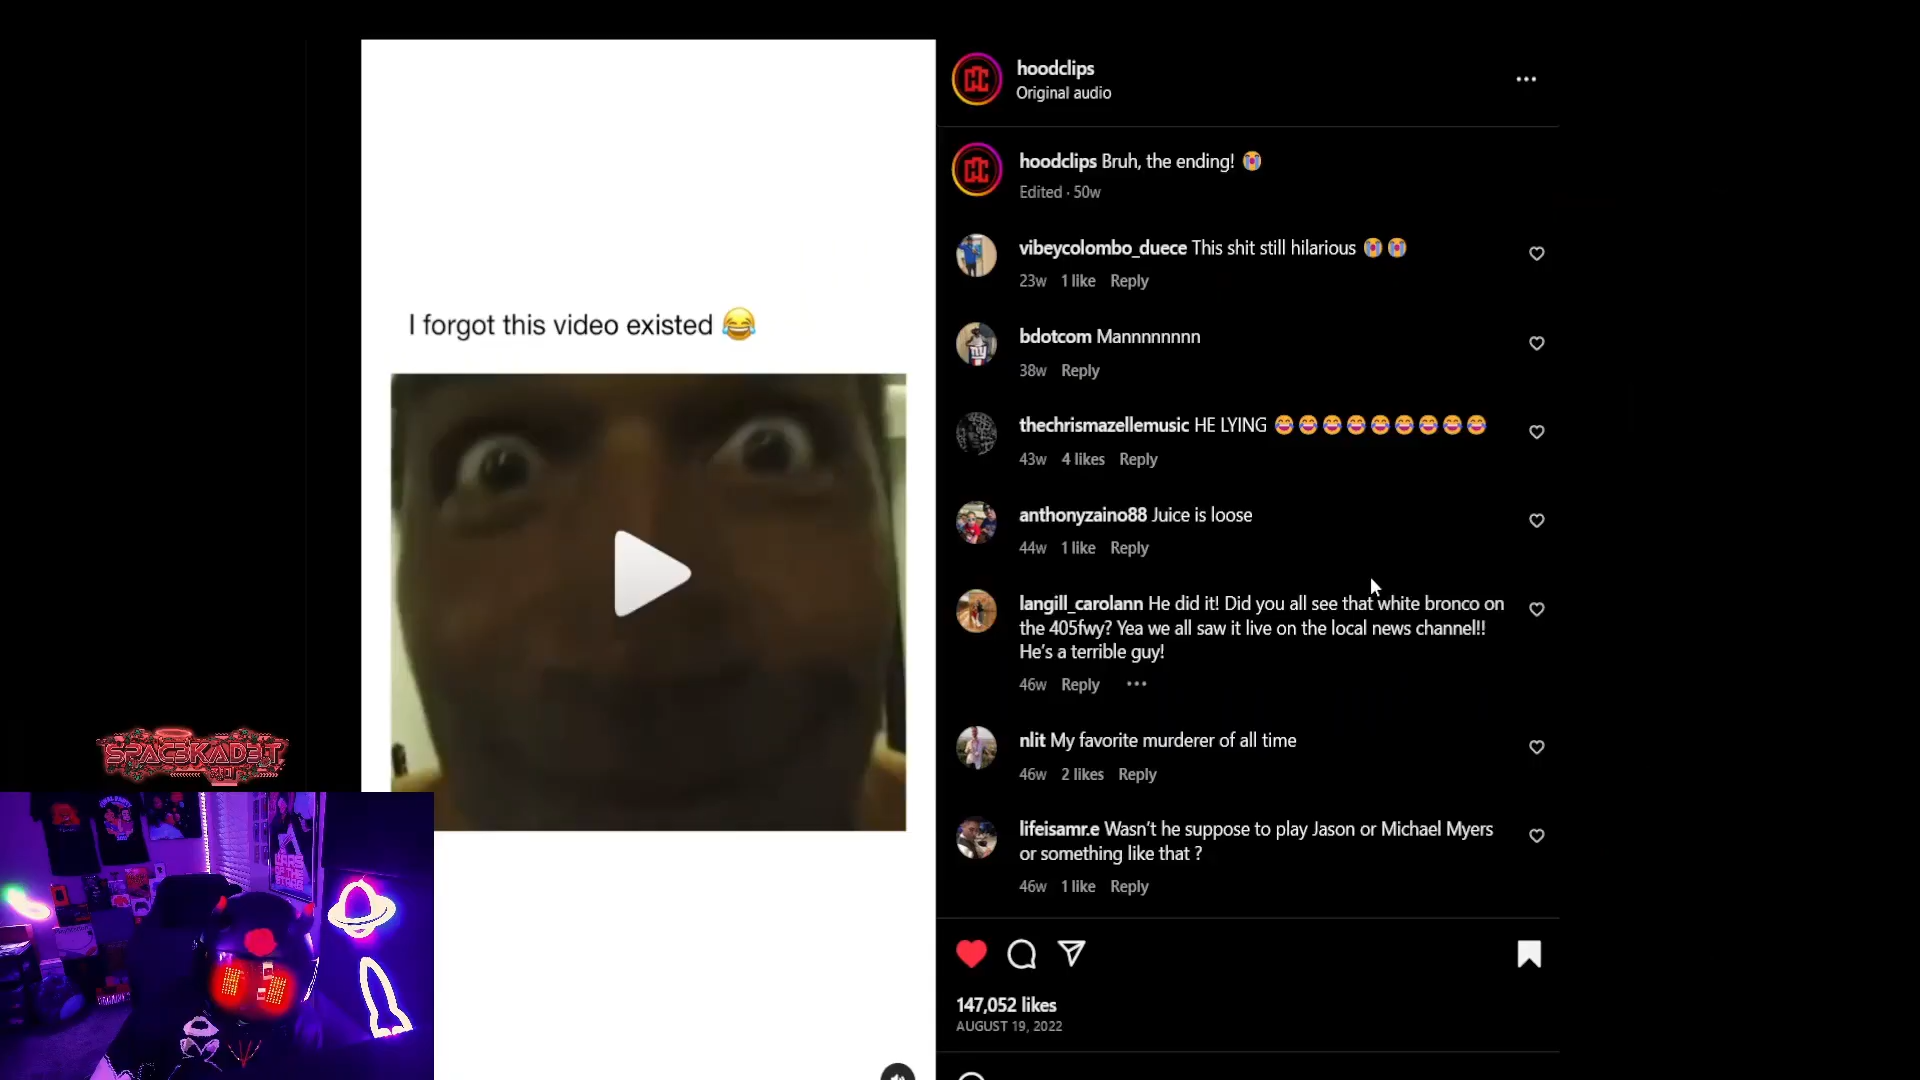 hoodclips
Original audio
hoodclips Bruh, the ending! 😭
Edited · 50w
vibeycolombo_duece This shit still hilarious 😭😭
23w 1 like Reply
bdotcom Mannnnnnnn
38w Reply
thechrismazellemusic HE LYING 😂😂😂😂😂😂😂😂😂
43w 4 likes Reply
anthonyzaino88 Juice is loose
44w 1 like Reply
langill_carolann He did it! Did you all see that white bronco on
the 405fwy? Yea we all saw it live on the local news channel!!
He's a terrible guy!
46w Reply
nlit My favorite murderer of all time
46w 2 likes Reply
lifeisamr.e Wasn't he suppose to play Jason or Michael Myers
or something like that ?
46w 1 like Reply
147,052 likes
AUGUST 19, 2022
I forgot this video existed 😂
SPAC3KAD3T